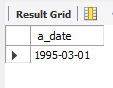 Result Grid
a_date
1995-03-01